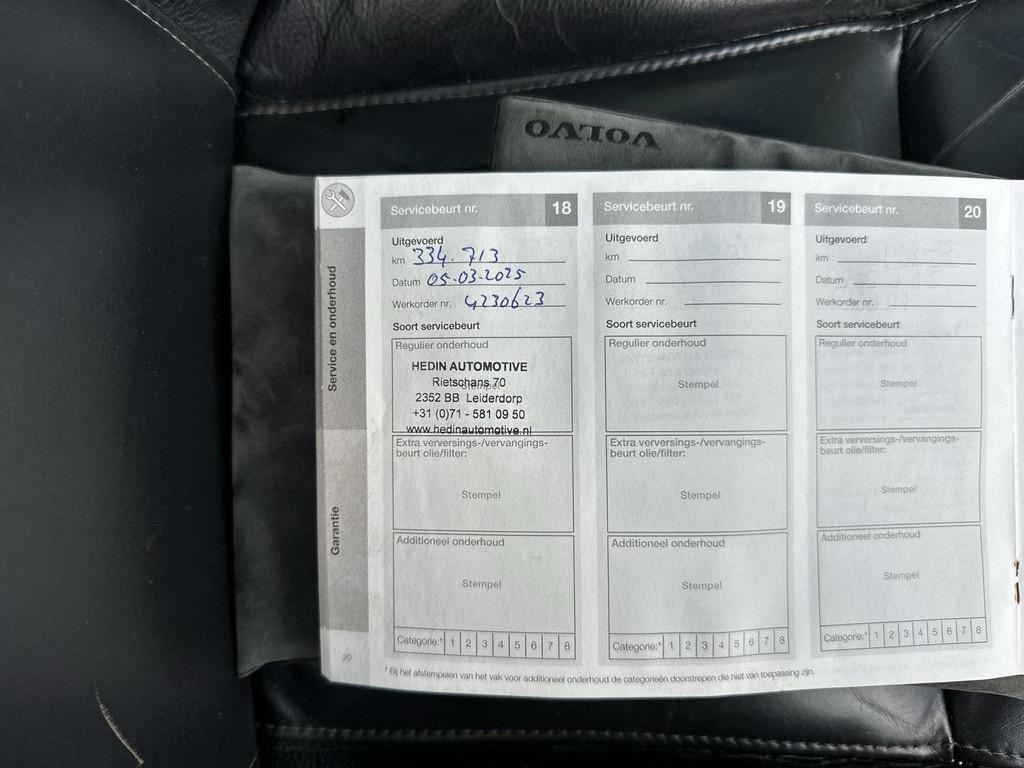 VOLVO
Service en onderhoud
Garantie
20
Servicebeurt nr. 18
Uitgevoerd
km 334.713
Datum 05-03-2025
Werkorder nr. 4230623
Soort servicebeurt
Regulier onderhoud
HEDIN AUTOMOTIVE
Rietschans 70
Stempel
2352 BB Leiderdorp
+31 (0)71 - 581 09 50
www.hedinautomotive.nl
Extra verversings-/vervangings-
beurt olie/filter:
Stempel
Additioneel onderhoud
Stempel
Categorie:* 1 2 3 4 5 6 7 8
Servicebeurt nr. 19
Uitgevoerd
km
Datum
Werkorder nr.
Soort servicebeurt
Regulier onderhoud
Stempel
Extra verversings-/vervangings-
beurt olie/filter:
Stempel
Additioneel onderhoud
Stempel
Categorie:* 1 2 3 4 5 6 7 8
Servicebeurt nr. 20
Uitgevoerd
km
Datum
Werkorder nr.
Soort servicebeurt
Regulier onderhoud
Stempel
Extra verversings-/vervangings-
beurt olie/filter:
Stempel
Additioneel onderhoud
Stempel
Categorie:* 1 2 3 4 5 6 7 8
* Bij het afstempelen van het vak voor additioneel onderhoud de categorieën doorstrepen die niet van toepassing zijn.